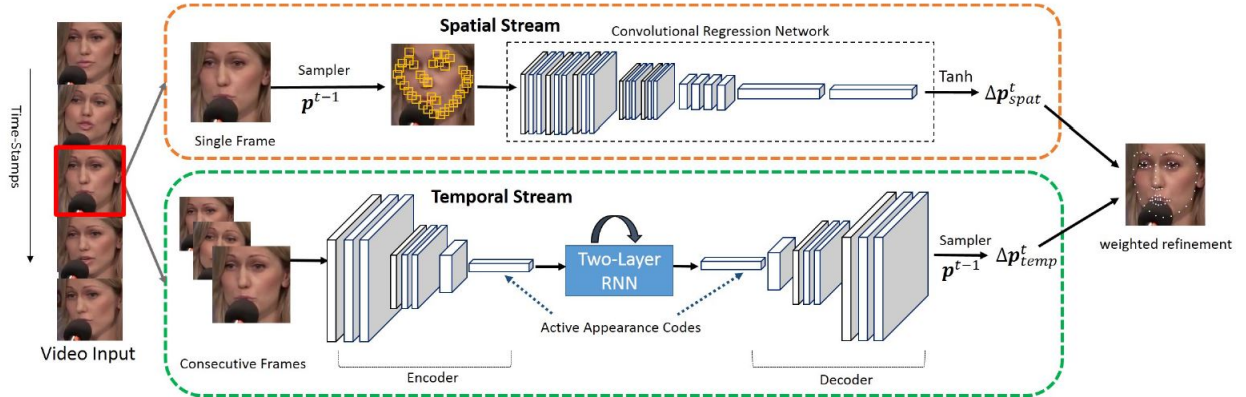 Time-Stamps
Video Input
Spatial Stream
Single Frame
Sampler
p^{t-1}
Convolutional Regression Network
Tanh
Δp^t_{spat}
Temporal Stream
Consecutive Frames
Encoder
Two-Layer
RNN
Active Appearance Codes
Decoder
Sampler
p^{t-1}
Δp^t_{temp}
weighted refinement